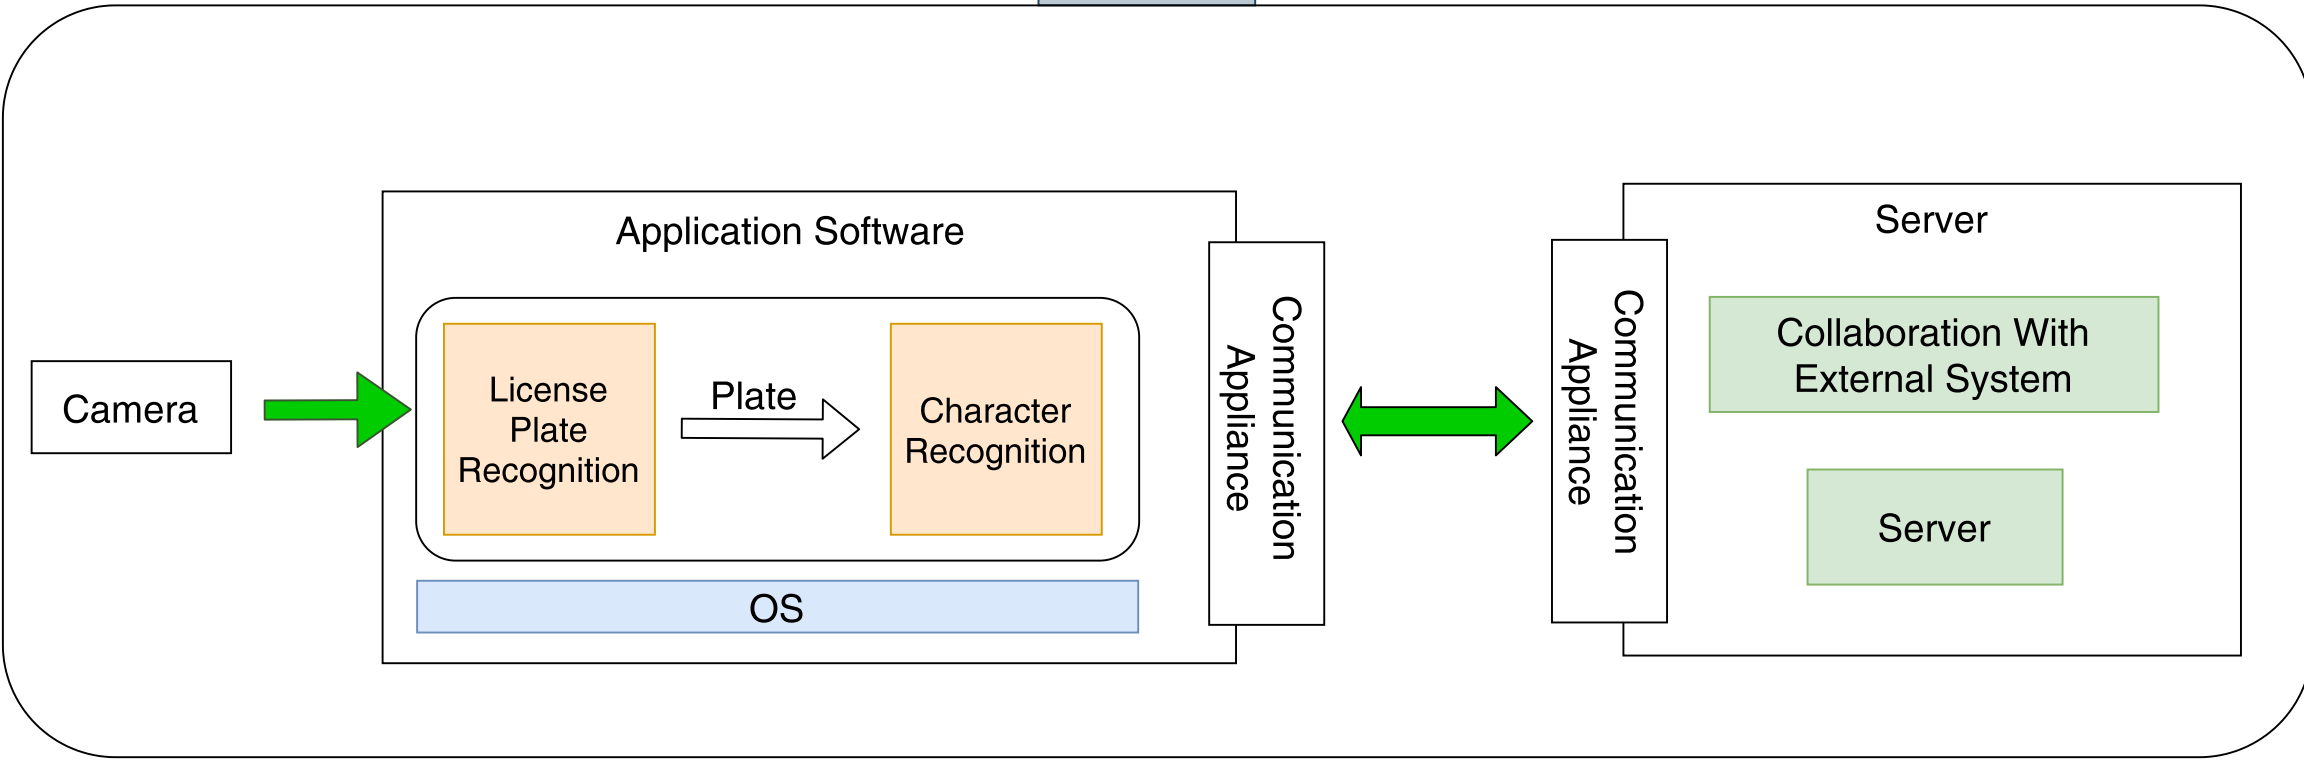 Camera
Application Software
License
Plate
Recognition
Plate
Character
Recognition
OS
Communication
Appliance
Communication
Appliance
Server
Collaboration With
External System
Server